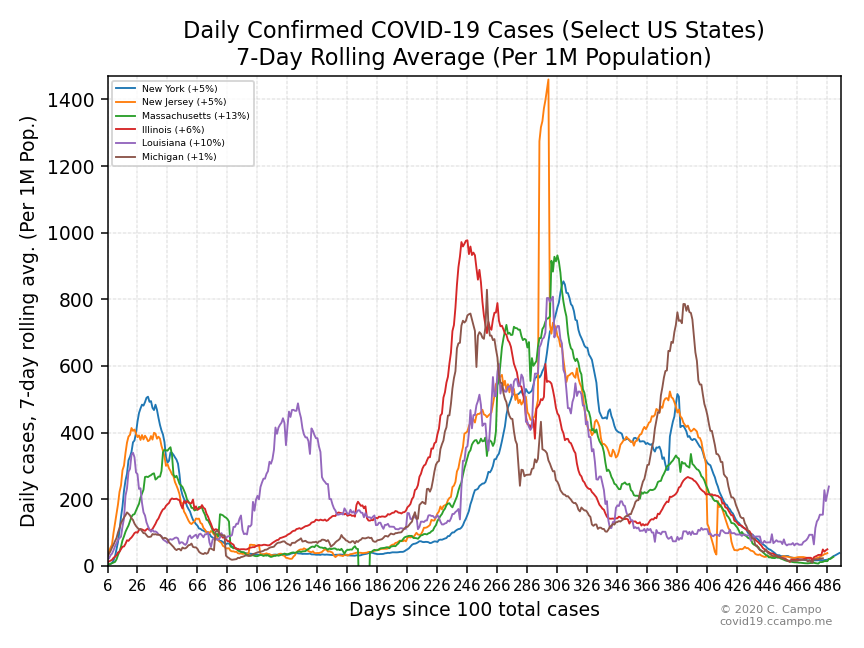 Daily Confirmed COVID-19 Cases (Select US States)
7-Day Rolling Average (Per 1M Population)
Daily cases, 7-day rolling avg. (Per 1M Pop.)
1400
1200
1000
800
600
400
200
0
New York (+5%)
New Jersey (+5%)
Massachusetts (+13%)
Illinois (+6%)
Louisiana (+10%)
Michigan (+1%)
6 26 46 66 86 106 126 146 166 186 206 226 246 266 286 306 326 346 366 386 406 426 446 466 486
Days since 100 total cases
© 2020 C. Campo
covid19.ccampo.me